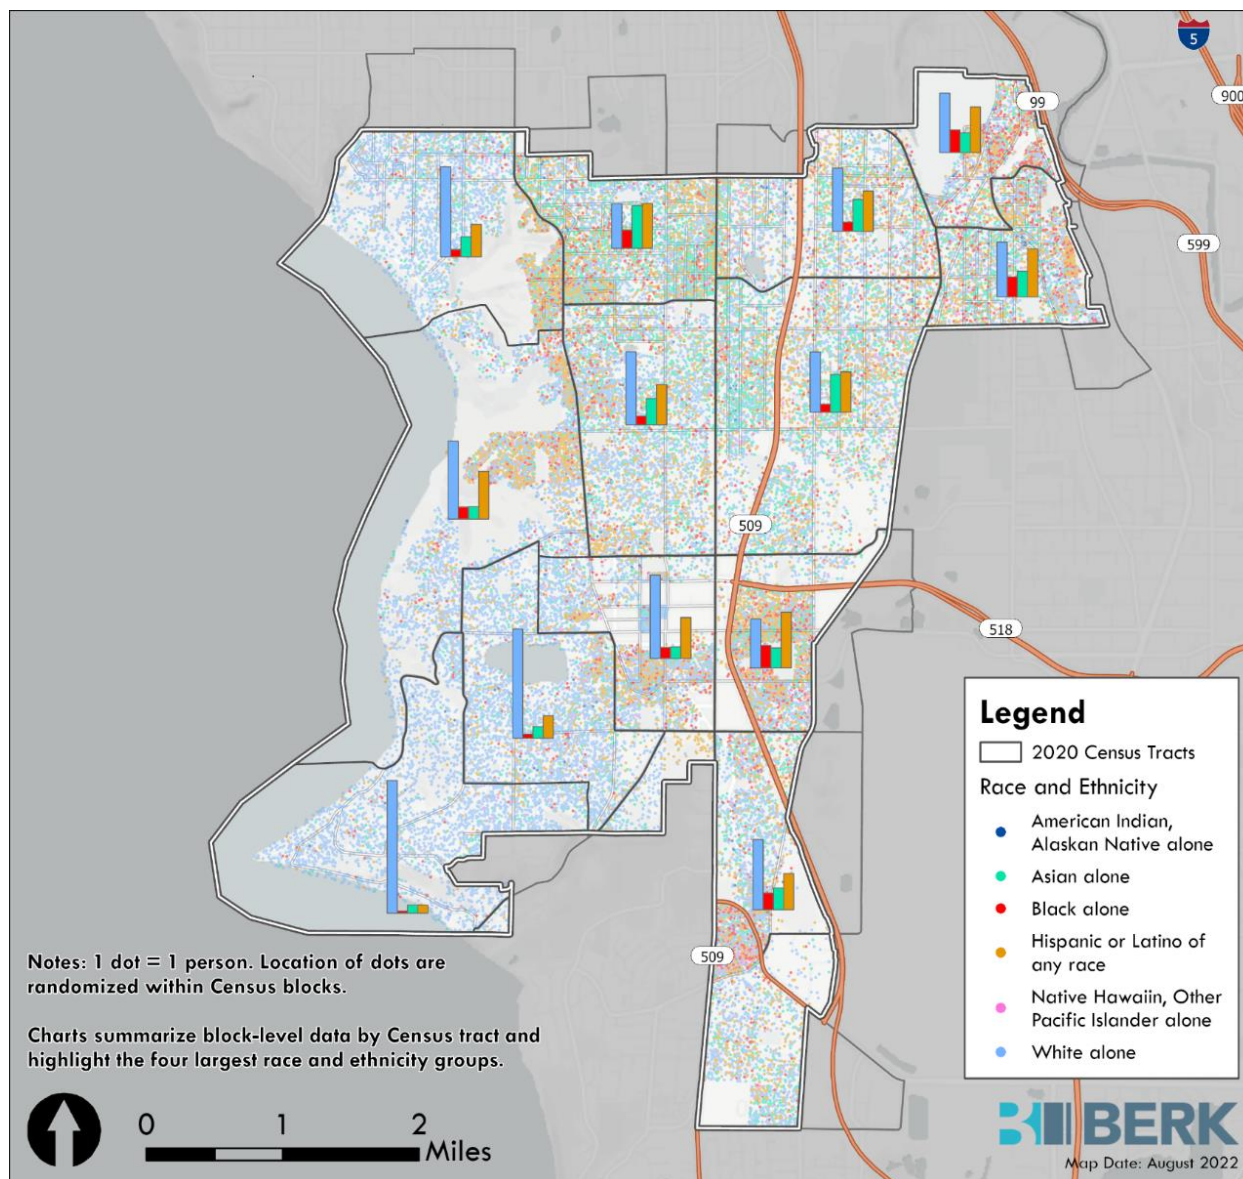 5
900
99
599
509
518
509
Legend
2020 Census Tracts
Race and Ethnicity
American Indian,
Alaskan Native alone
Asian alone
Black alone
Hispanic or Latino of
any race
Native Hawaiin, Other
Pacific Islander alone
White alone
Notes: 1 dot = 1 person. Location of dots are
randomized within Census blocks.
Charts summarize block-level data by Census tract and
highlight the four largest race and ethnicity groups.
0 1 2
Miles
BERK
Map Date: August 2022